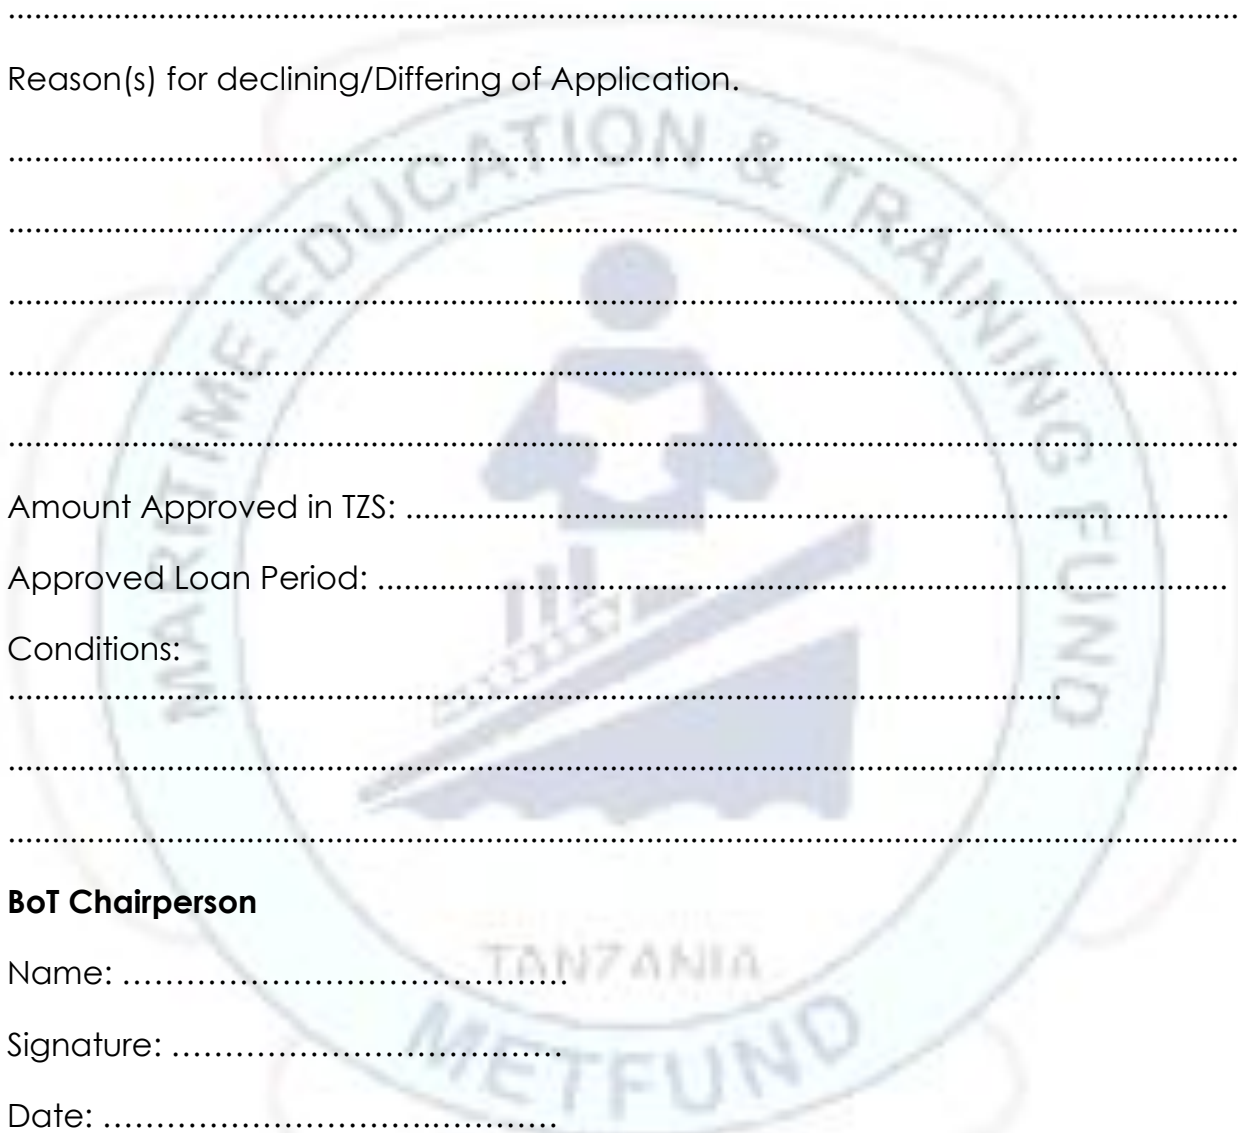 ....................................................................................................
Reason(s) for declining/Differing of Application.
....................................................................................................
....................................................................................................
....................................................................................................
....................................................................................................
....................................................................................................
Amount Approved in TZS: ....................................................................................
Approved Loan Period: ......................................................................................
Conditions:
....................................................................................................
....................................................................................................
....................................................................................................
BoT Chairperson
Name: ……………………………………
Signature: ……………………………….
Date: …………………………………….
MARITIME EDUCATION & TRAINING FUND
TANZANIA
METFUND